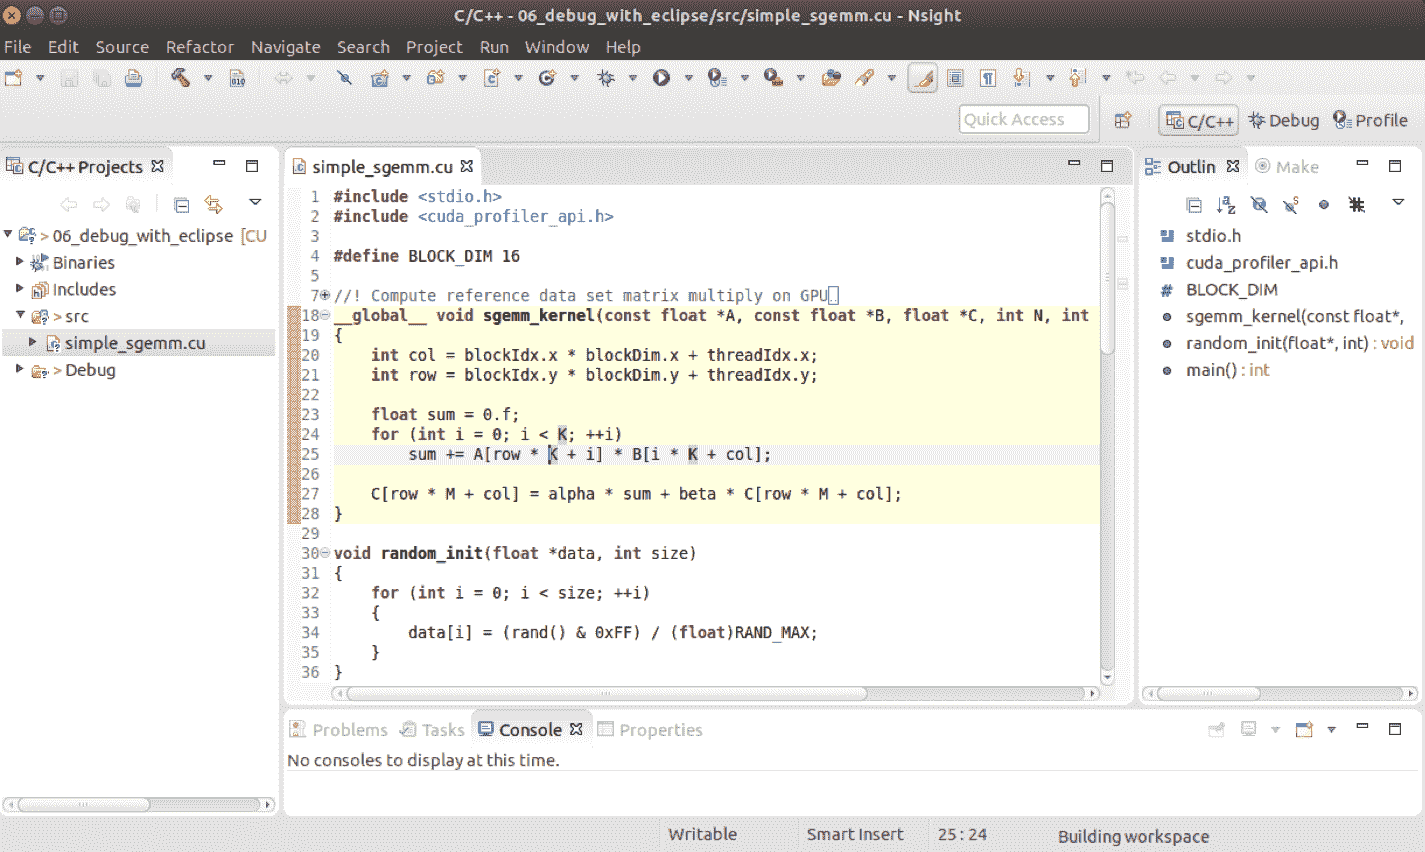 C/C++ - 06_debug_with_eclipse/src/simple_sgemm.cu - Nsight
File Edit Source Refactor Navigate Search Project Run Window Help
010
Quick Access
C/C++ Debug Profile
C/C++ Projects
06_debug_with_eclipse [CU
Binaries
Includes
> src
simple_sgemm.cu
> Debug
simple_sgemm.cu
1 #include <stdio.h>
2 #include <cuda_profiler_api.h>
3
4 #define BLOCK_DIM 16
5
7 //! Compute reference data set matrix multiply on GPU
18 __global__ void sgemm_kernel(const float *A, const float *B, float *C, int N, int
19 {
20 int col = blockIdx.x * blockDim.x + threadIdx.x;
21 int row = blockIdx.y * blockDim.y + threadIdx.y;
22
23 float sum = 0.f;
24 for (int i = 0; i < K; ++i)
25 sum += A[row * K + i] * B[i * K + col];
26
27 C[row * M + col] = alpha * sum + beta * C[row * M + col];
28 }
29
30 void random_init(float *data, int size)
31 {
32 for (int i = 0; i < size; ++i)
33 {
34 data[i] = (rand() & 0xFF) / (float)RAND_MAX;
35 }
36 }
Outlin Make
stdio.h
cuda_profiler_api.h
# BLOCK_DIM
sgemm_kernel(const float*,
random_init(float*, int) : void
main() : int
Problems Tasks Console Properties
No consoles to display at this time.
Writable Smart Insert 25 : 24 Building workspace